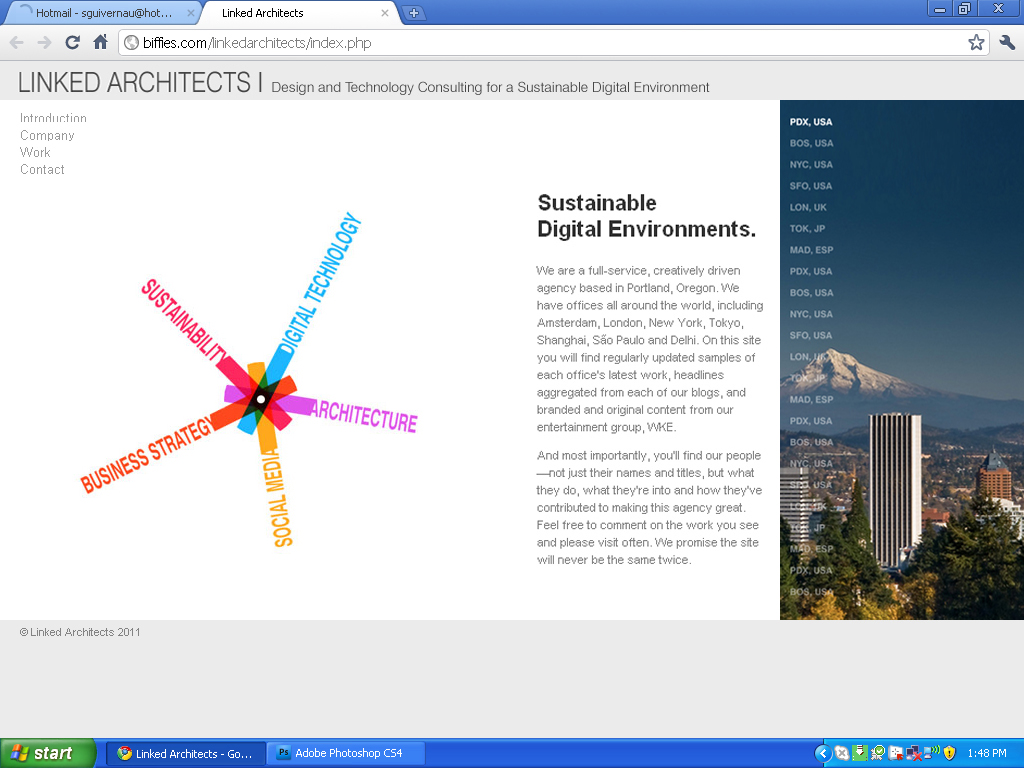 Hotmail - sguivernau@hot...
Linked Architects
biffies.com/linkedarchitects/index.php
LINKED ARCHITECTS I Design and Technology Consulting for a Sustainable Digital Environment
Introduction
Company
Work
Contact
SUSTAINABILITY
DIGITAL TECHNOLOGY
ARCHITECTURE
BUSINESS STRATEGY
SOCIAL MEDIA
Sustainable
Digital Environments.
We are a full-service, creatively driven
agency based in Portland, Oregon. We
have offices all around the world, including
Amsterdam, London, New York, Tokyo,
Shanghai, São Paulo and Delhi. On this site
you will find regularly updated samples of
each office's latest work, headlines
aggregated from each of our blogs, and
branded and original content from our
entertainment group, WKE.
And most importantly, you'll find our people
—not just their names and titles, but what
they do, what they're into and how they've
contributed to making this agency great.
Feel free to comment on the work you see
and please visit often. We promise the site
will never be the same twice.
PDX, USA
BOS, USA
NYC, USA
SFO, USA
LON, UK
TOK, JP
MAD, ESP
PDX, USA
BOS, USA
NYC, USA
SFO, USA
LON, UK
TOK, JP
MAD, ESP
PDX, USA
BOS, USA
NYC, USA
SFO, USA
LON, UK
TOK, JP
MAD, ESP
PDX, USA
BOS, USA
© Linked Architects 2011
start
Linked Architects - Go...
Ps Adobe Photoshop CS4
1:48 PM